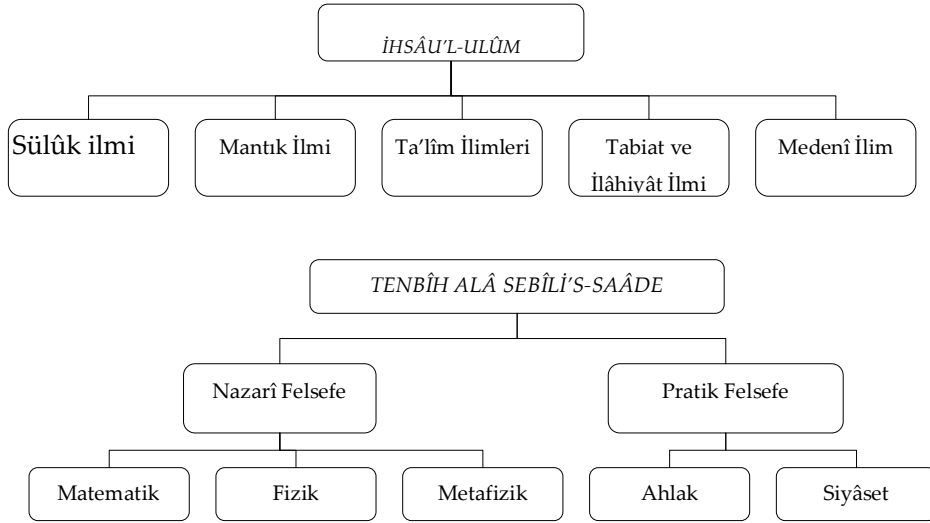 İHSÂU'L-ULÛM
Sülûk ilmi
Mantık İlmi
Ta'lîm İlimleri
Tabiat ve
İlâhiyât İlmi
Medenî İlim
TENBÎH ALÂ SEBÎLİ'S-SAÂDE
Nazarî Felsefe
Pratik Felsefe
Matematik
Fizik
Metafizik
Ahlak
Siyâset